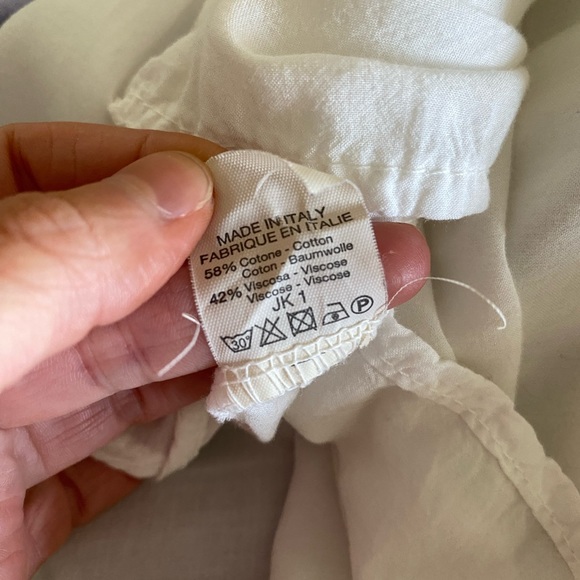 MADE IN ITALY
FABRIQUE EN ITALIE
58% Cotone - Cotton
Coton - Baumwolle
42% Viscosa - Viscose
Viscose - Viscose
JK 1
30 P